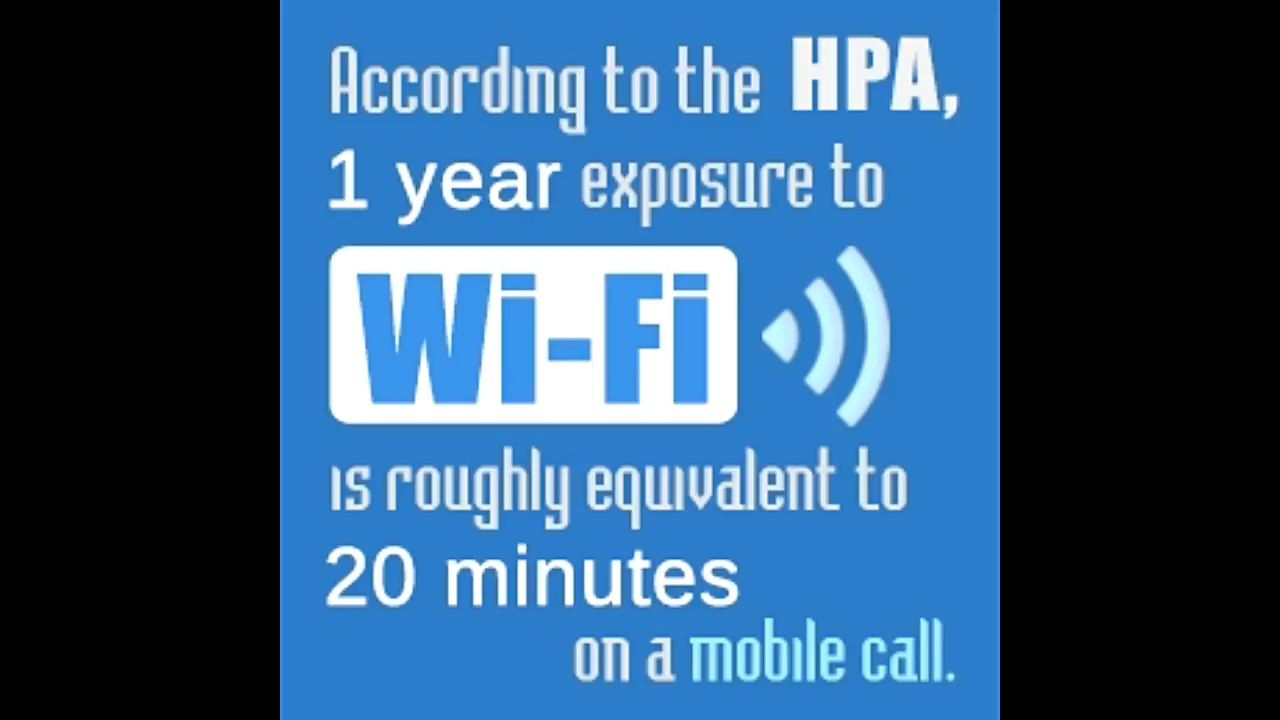 According to the HPA,
1 year exposure to
Wi-Fi
is roughly equivalent to
20 minutes
on a mobile call.